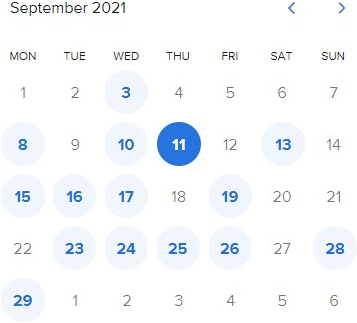 September 2021
MON TUE WED THU FRI SAT SUN
1 2 3 4 5 6 7
8 9 10 11 12 13 14
15 16 17 18 19 20 21
22 23 24 25 26 27 28
29 1 2 3 4 5 6